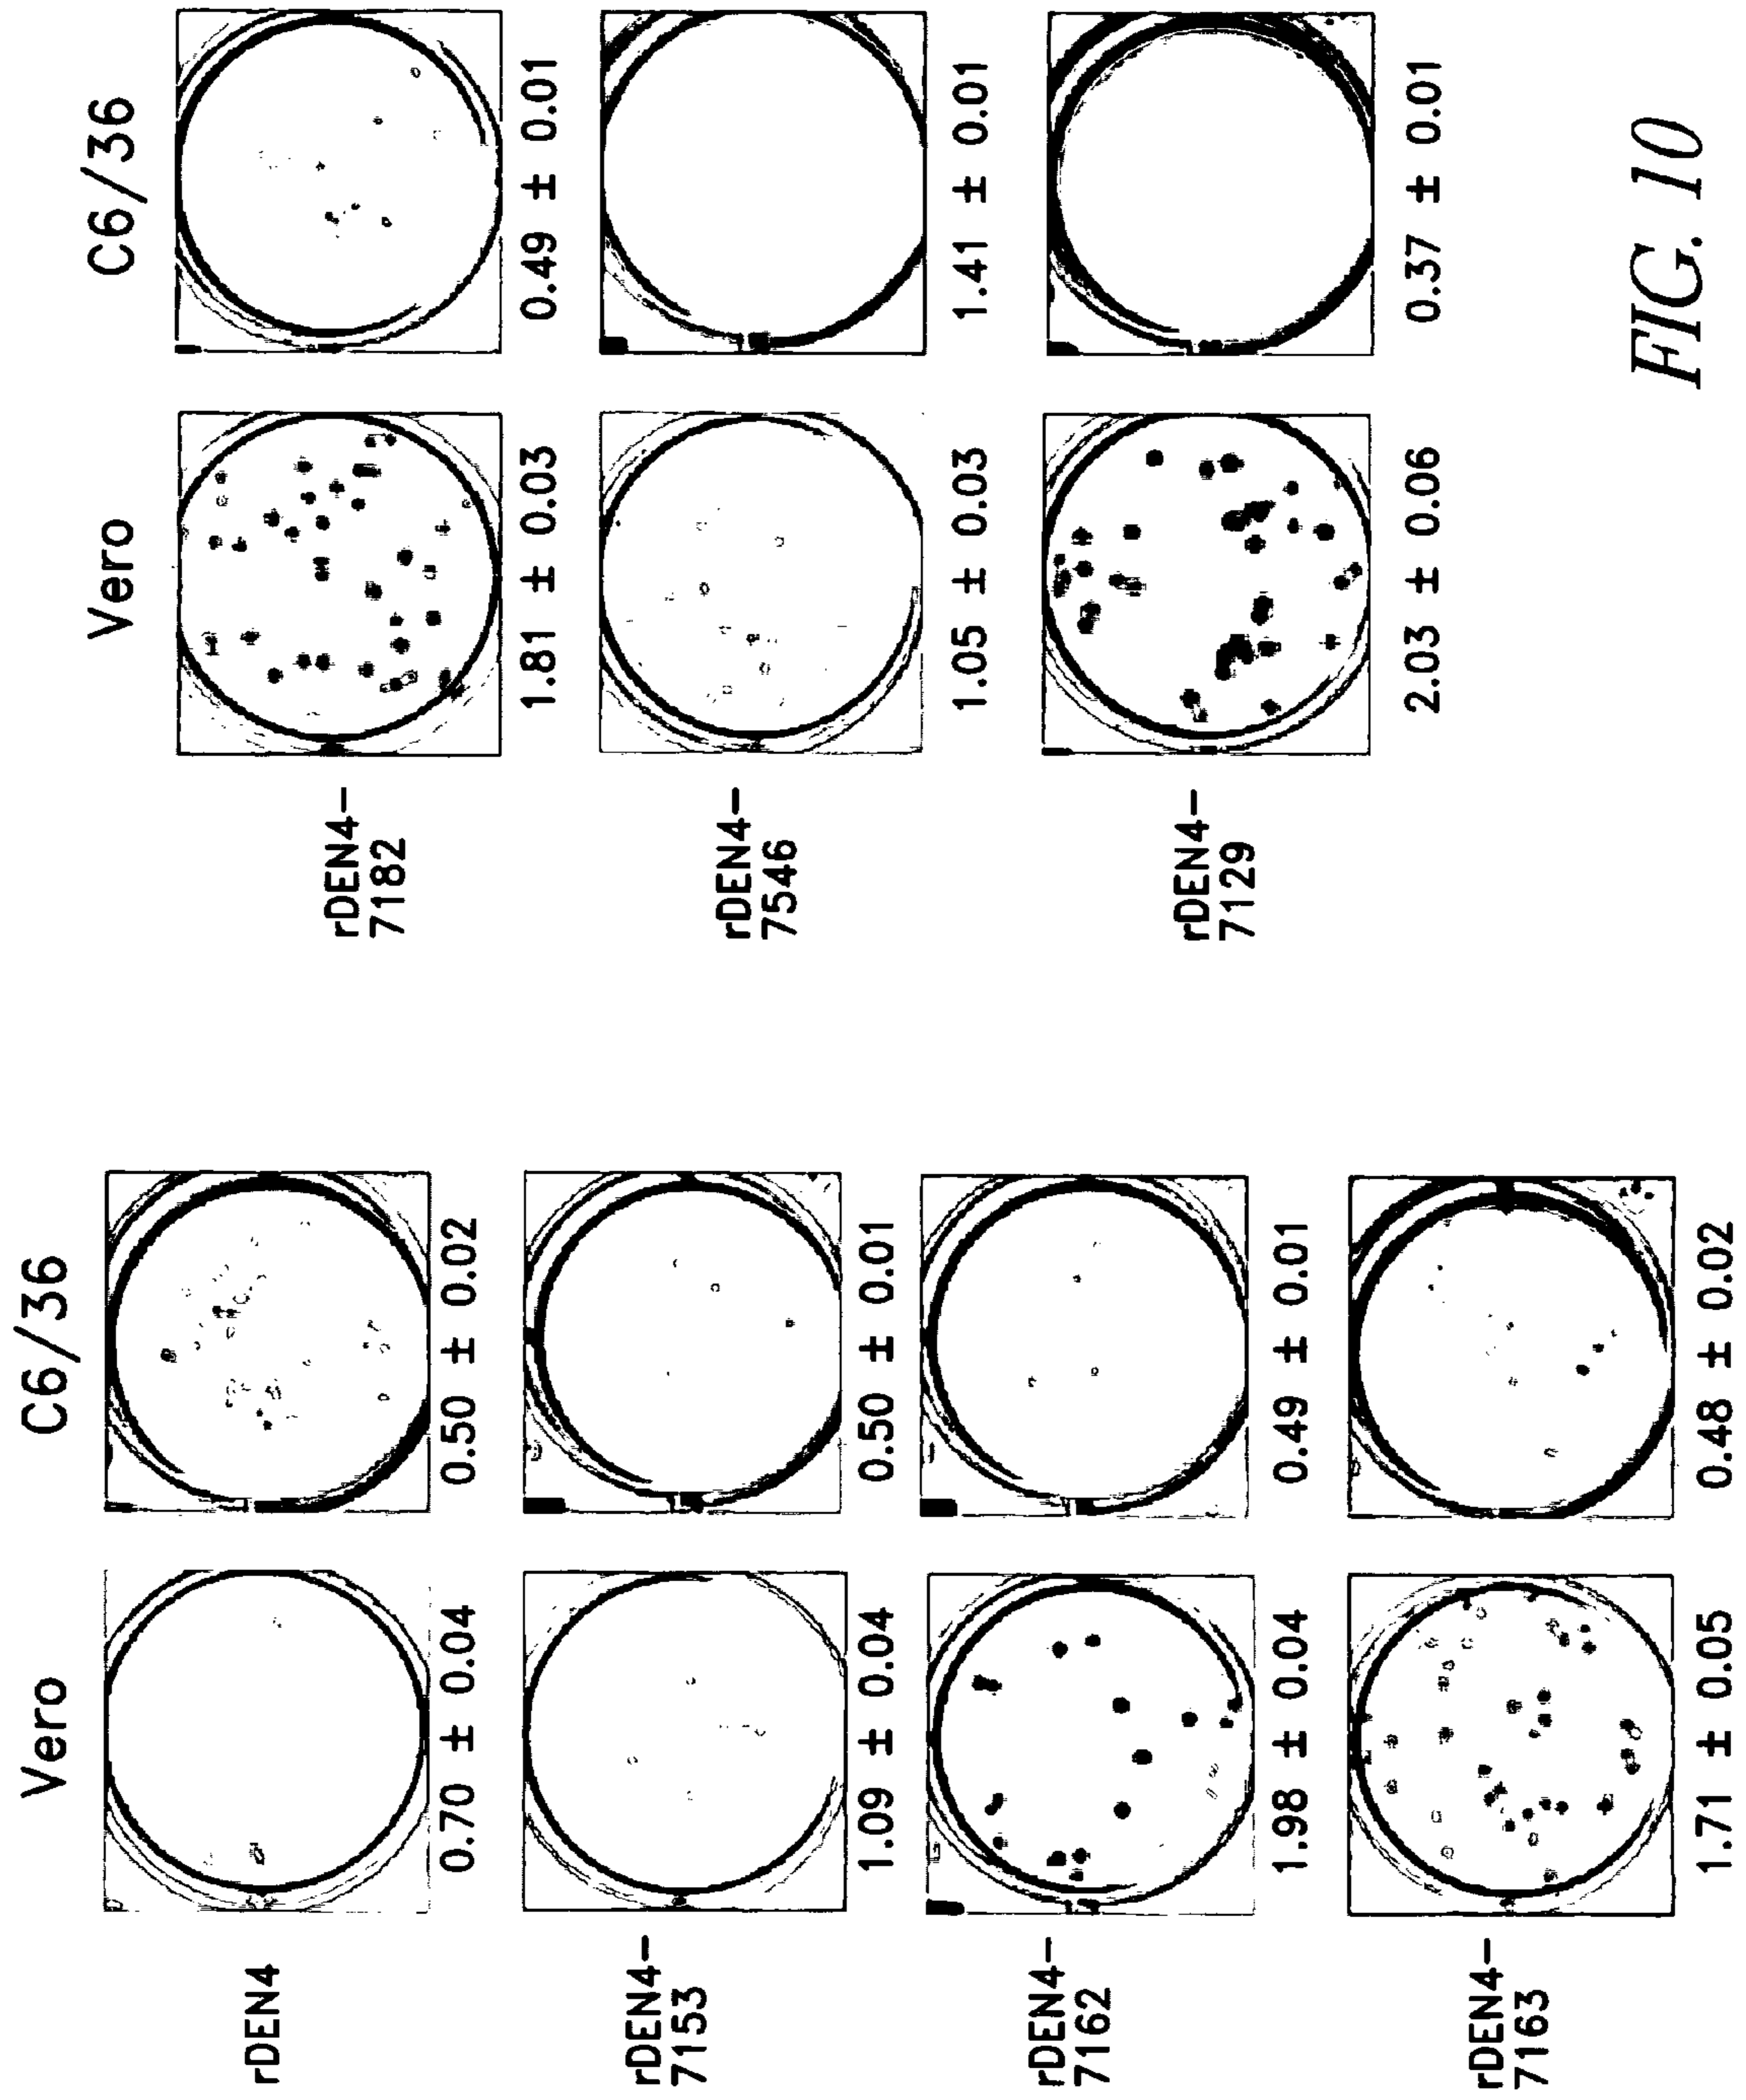 Vero
C6/36
rDEN4
0.70 ± 0.04
0.50 ± 0.02
rDEN4–
7153
1.09 ± 0.04
0.50 ± 0.01
rDEN4–
7162
1.98 ± 0.04
0.49 ± 0.01
rDEN4–
7163
1.71 ± 0.05
0.48 ± 0.02
Vero
C6/36
rDEN4–
7182
1.81 ± 0.03
0.49 ± 0.01
rDEN4–
7546
1.05 ± 0.03
1.41 ± 0.01
rDEN4–
7129
2.03 ± 0.06
0.37 ± 0.01
FIG. 10